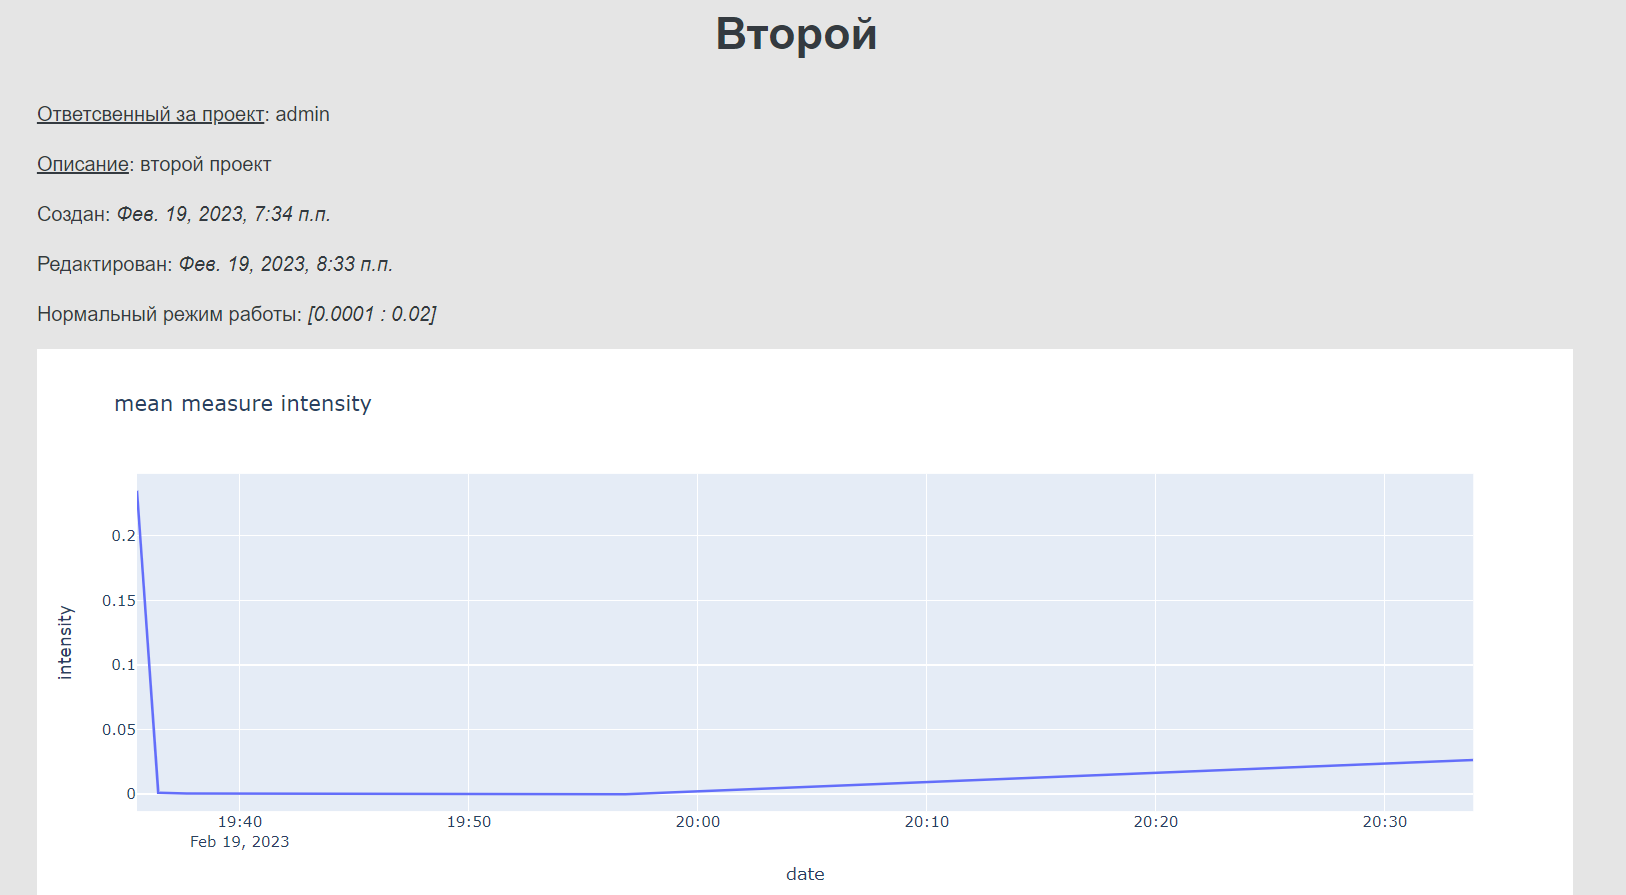 Второй
Ответсвенный за проект: admin
Описание: второй проект
Создан: Фев. 19, 2023, 7:34 п.п.
Редактирован: Фев. 19, 2023, 8:33 п.п.
Нормальный режим работы: [0.0001 : 0.02]
mean measure intensity
0.2
0.15
0.1
0.05
0
intensity
19:40 19:50 20:00 20:10 20:20 20:30
Feb 19, 2023
date